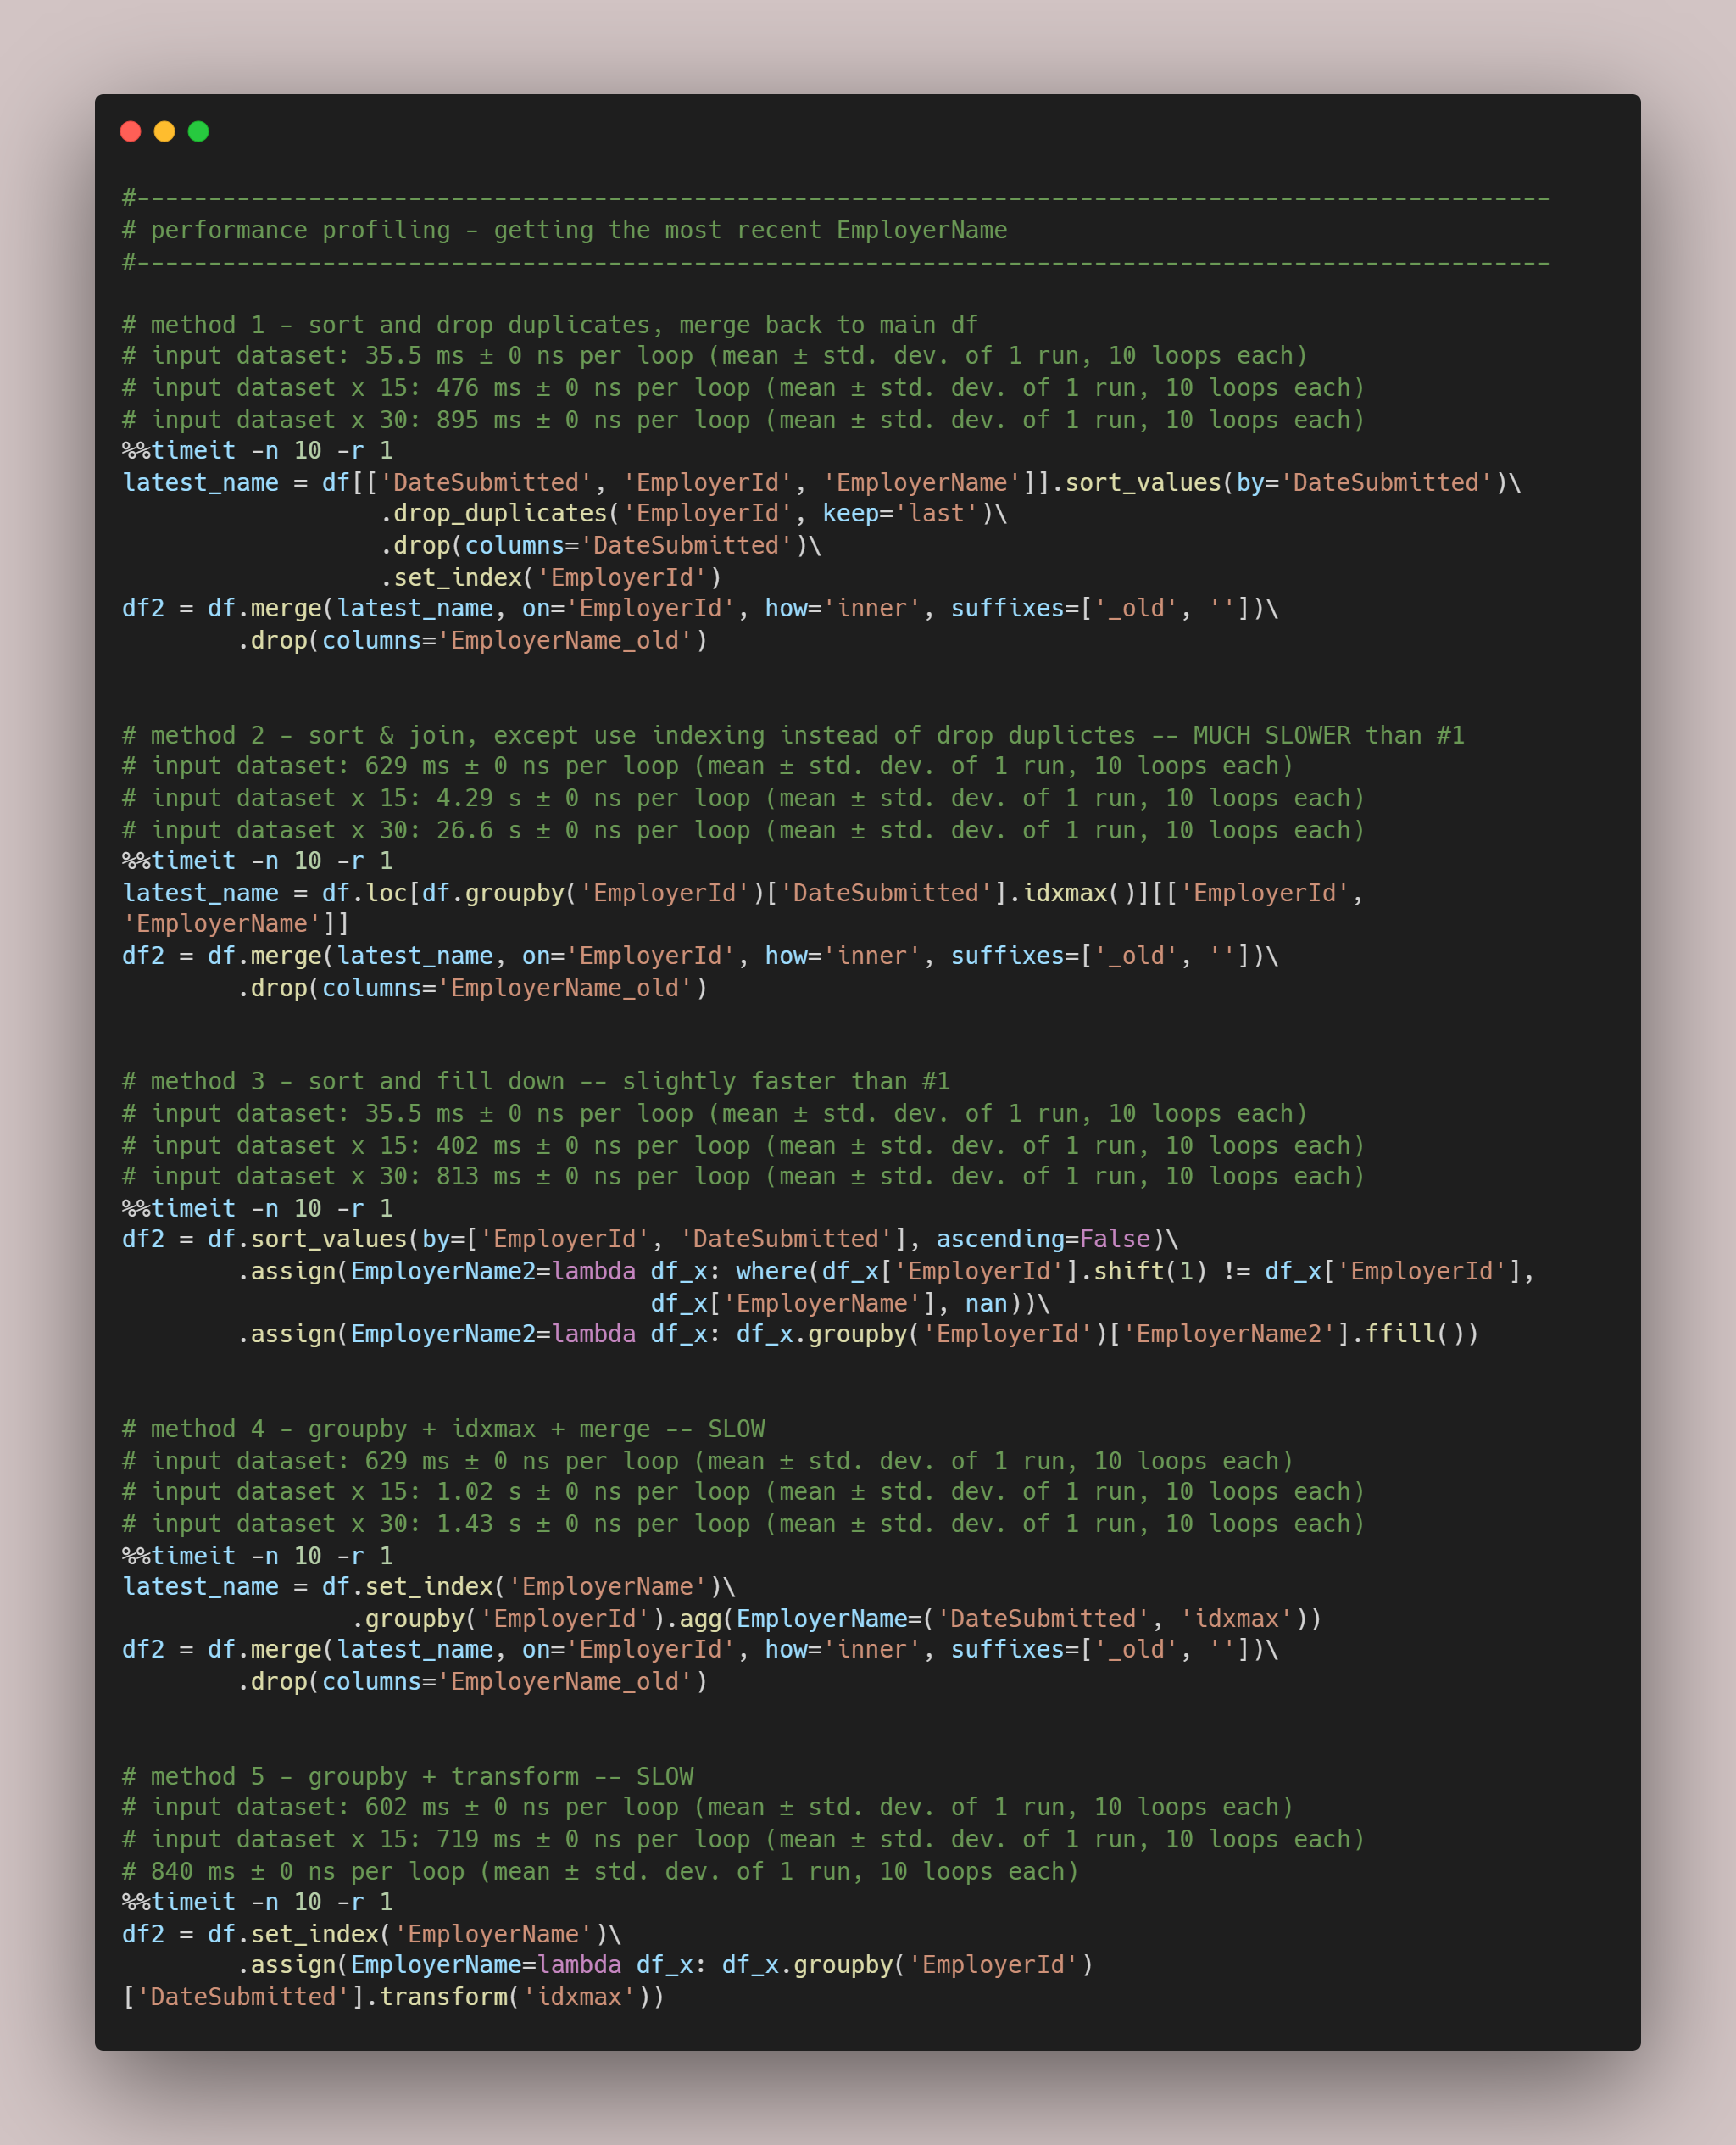 #---------------------------------------------------------------------------------------------------
# performance profiling - getting the most recent EmployerName
#---------------------------------------------------------------------------------------------------

# method 1 - sort and drop duplicates, merge back to main df
# input dataset: 35.5 ms ± 0 ns per loop (mean ± std. dev. of 1 run, 10 loops each)
# input dataset x 15: 476 ms ± 0 ns per loop (mean ± std. dev. of 1 run, 10 loops each)
# input dataset x 30: 895 ms ± 0 ns per loop (mean ± std. dev. of 1 run, 10 loops each)
%%timeit -n 10 -r 1
latest_name = df[['DateSubmitted', 'EmployerId', 'EmployerName']].sort_values(by='DateSubmitted')\
                  .drop_duplicates('EmployerId', keep='last')\
                  .drop(columns='DateSubmitted')\
                  .set_index('EmployerId')
df2 = df.merge(latest_name, on='EmployerId', how='inner', suffixes=['_old', ''])\
        .drop(columns='EmployerName_old')


# method 2 - sort & join, except use indexing instead of drop duplictes -- MUCH SLOWER than #1
# input dataset: 629 ms ± 0 ns per loop (mean ± std. dev. of 1 run, 10 loops each)
# input dataset x 15: 4.29 s ± 0 ns per loop (mean ± std. dev. of 1 run, 10 loops each)
# input dataset x 30: 26.6 s ± 0 ns per loop (mean ± std. dev. of 1 run, 10 loops each)
%%timeit -n 10 -r 1
latest_name = df.loc[df.groupby('EmployerId')['DateSubmitted'].idxmax()][['EmployerId',
'EmployerName']]
df2 = df.merge(latest_name, on='EmployerId', how='inner', suffixes=['_old', ''])\
        .drop(columns='EmployerName_old')


# method 3 - sort and fill down -- slightly faster than #1
# input dataset: 35.5 ms ± 0 ns per loop (mean ± std. dev. of 1 run, 10 loops each)
# input dataset x 15: 402 ms ± 0 ns per loop (mean ± std. dev. of 1 run, 10 loops each)
# input dataset x 30: 813 ms ± 0 ns per loop (mean ± std. dev. of 1 run, 10 loops each)
%%timeit -n 10 -r 1
df2 = df.sort_values(by=['EmployerId', 'DateSubmitted'], ascending=False)\
        .assign(EmployerName2=lambda df_x: where(df_x['EmployerId'].shift(1) != df_x['EmployerId'],
                                     df_x['EmployerName'], nan))\
        .assign(EmployerName2=lambda df_x: df_x.groupby('EmployerId')['EmployerName2'].ffill())


# method 4 - groupby + idxmax + merge -- SLOW
# input dataset: 629 ms ± 0 ns per loop (mean ± std. dev. of 1 run, 10 loops each)
# input dataset x 15: 1.02 s ± 0 ns per loop (mean ± std. dev. of 1 run, 10 loops each)
# input dataset x 30: 1.43 s ± 0 ns per loop (mean ± std. dev. of 1 run, 10 loops each)
%%timeit -n 10 -r 1
latest_name = df.set_index('EmployerName')\
                .groupby('EmployerId').agg(EmployerName=('DateSubmitted', 'idxmax'))
df2 = df.merge(latest_name, on='EmployerId', how='inner', suffixes=['_old', ''])\
        .drop(columns='EmployerName_old')


# method 5 - groupby + transform -- SLOW
# input dataset: 602 ms ± 0 ns per loop (mean ± std. dev. of 1 run, 10 loops each)
# input dataset x 15: 719 ms ± 0 ns per loop (mean ± std. dev. of 1 run, 10 loops each)
# 840 ms ± 0 ns per loop (mean ± std. dev. of 1 run, 10 loops each)
%%timeit -n 10 -r 1
df2 = df.set_index('EmployerName')\
        .assign(EmployerName=lambda df_x: df_x.groupby('EmployerId')
['DateSubmitted'].transform('idxmax'))